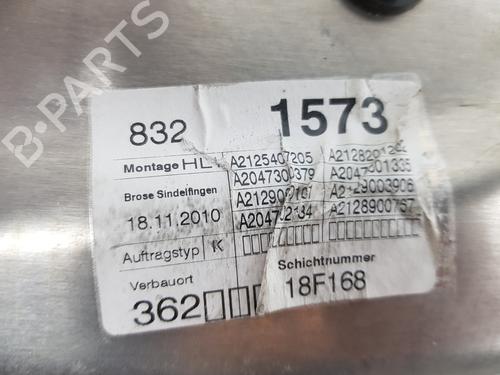 B-PARTS
832 1573
Montage HL A2125407205
A2047300379 A2047301335
Brose Sindelfingen A2129003906
18.11.2010 A2128900757
Auftragstyp K
Schichtnummer
Verbauort
362 18F168